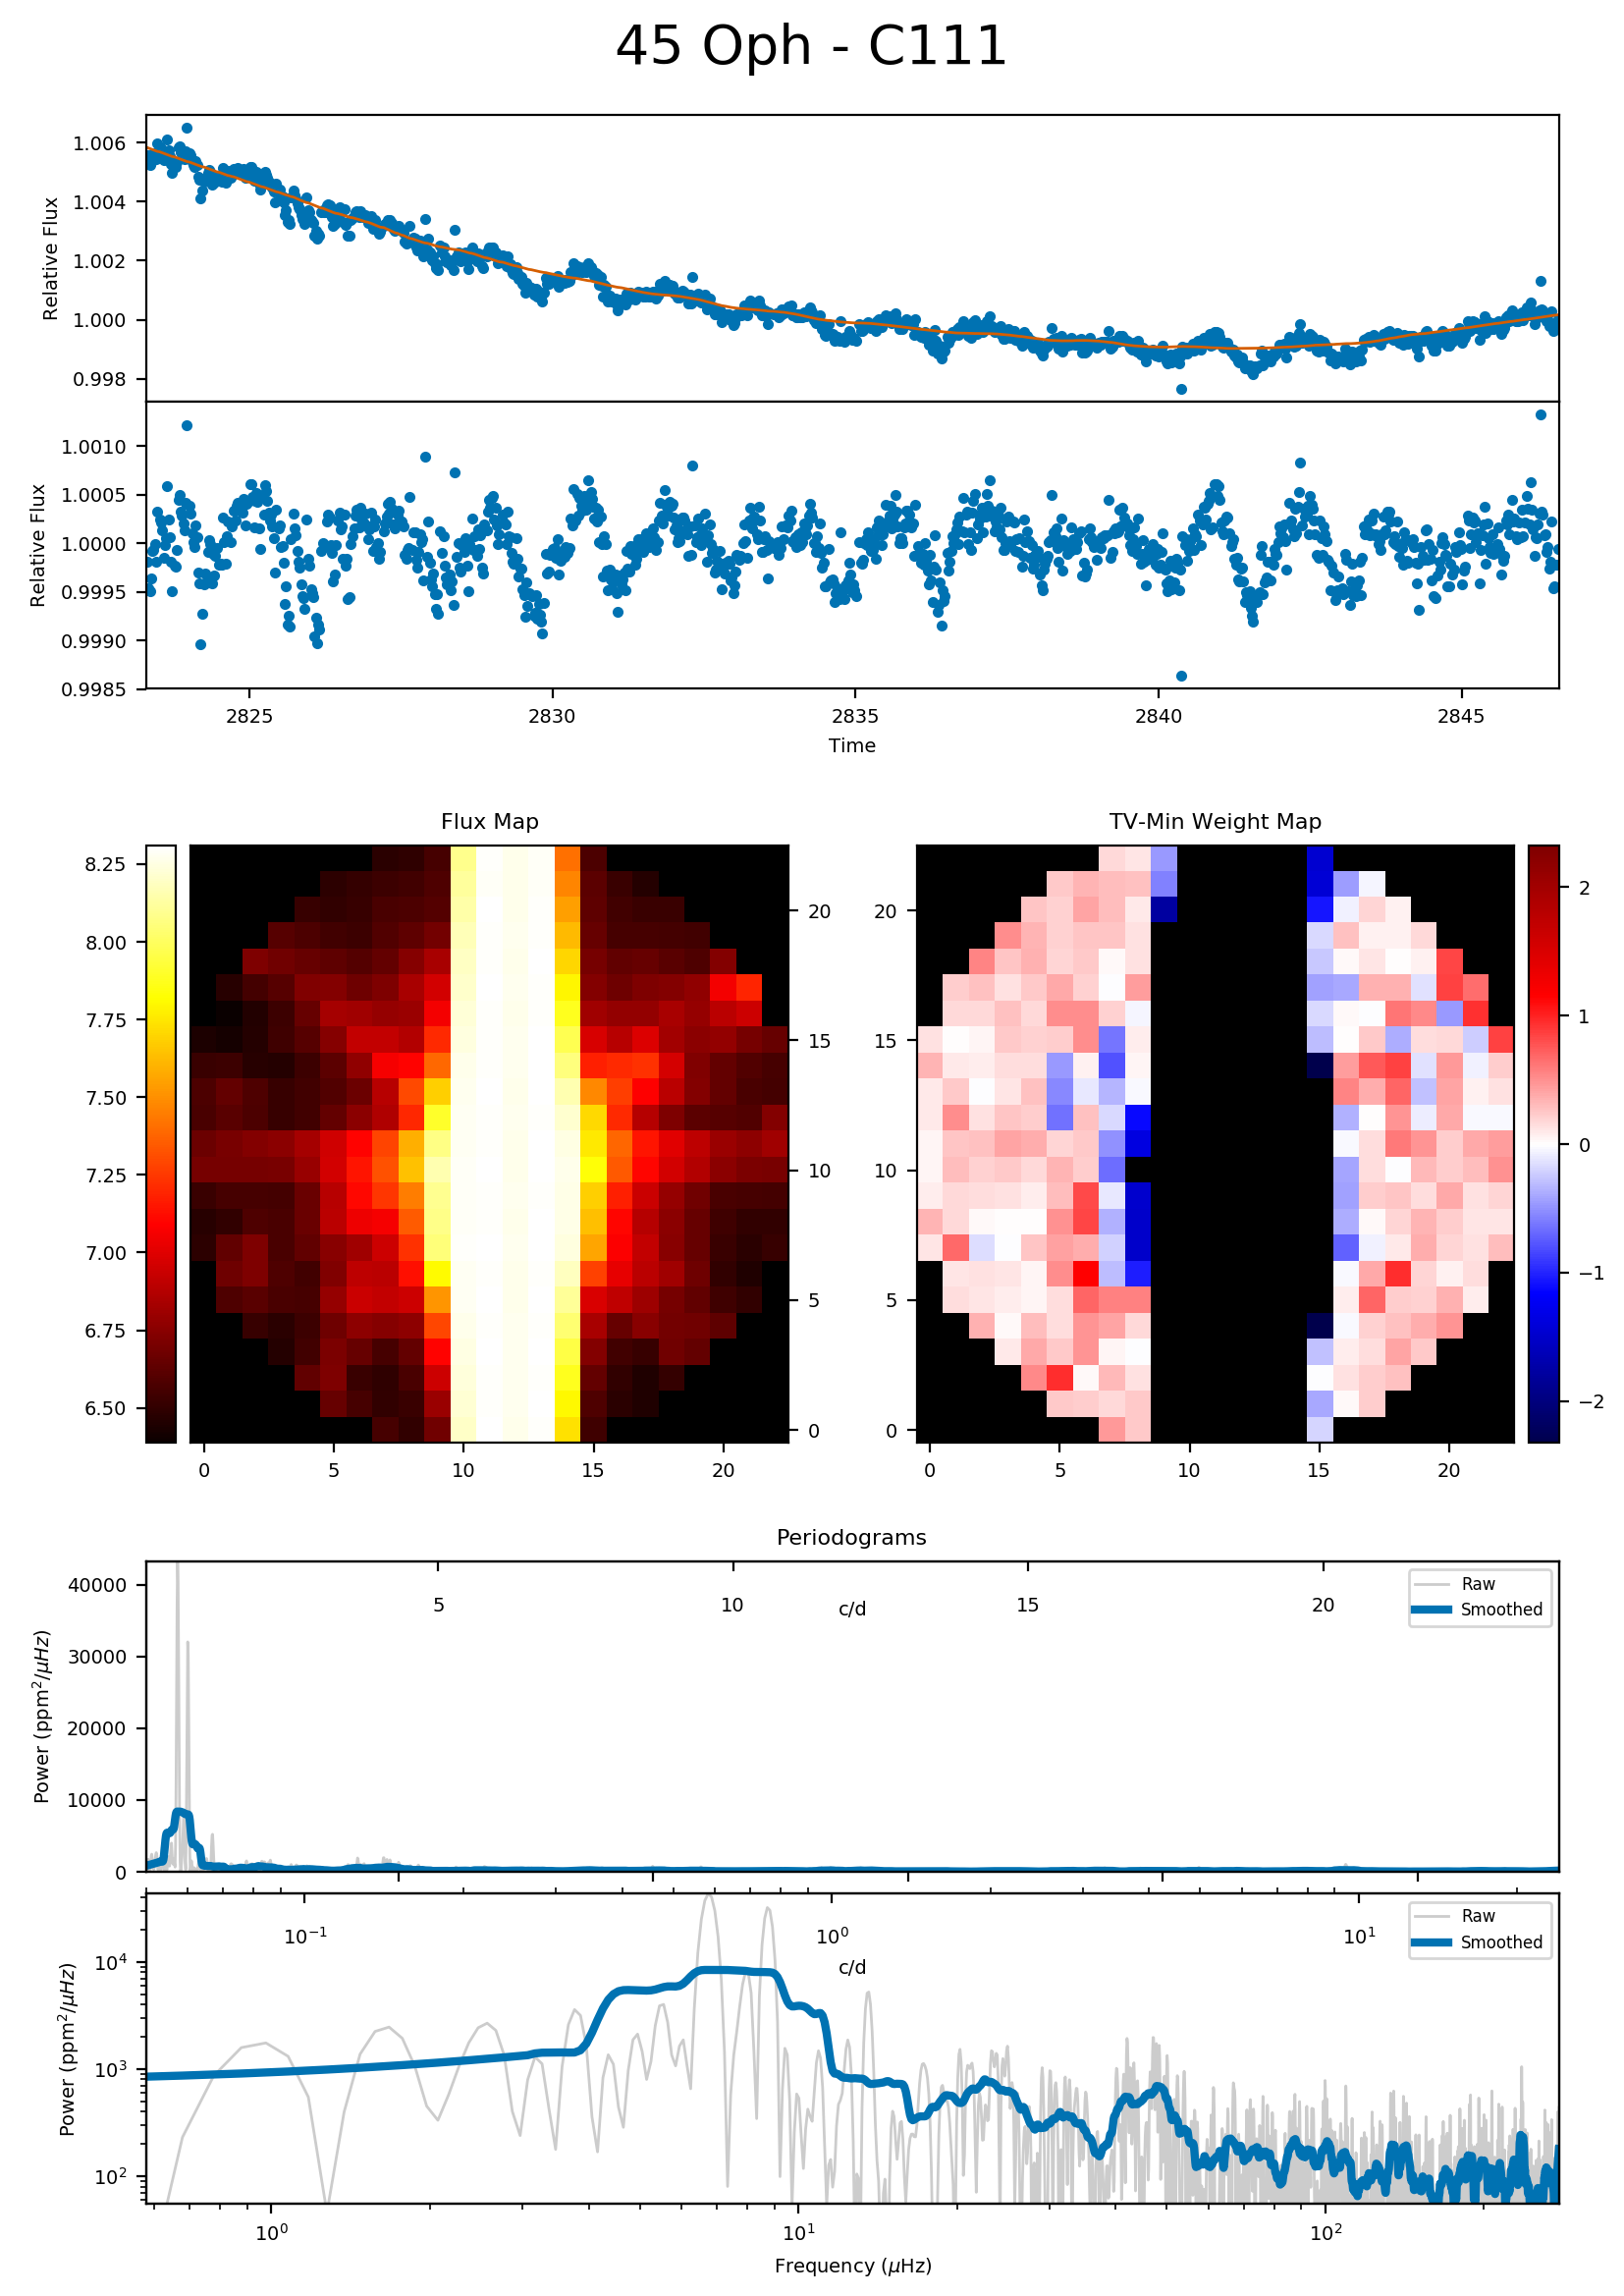 45 Oph - C111
1.006
1.004
1.002
1.000
0.998
Relative Flux
1.0010
1.0005
1.0000
0.9995
0.9990
0.9985
Relative Flux
2825 2830 2835 2840 2845
Time
Flux Map
8.25
8.00
7.75
7.50
7.25
7.00
6.75
6.50
20
15
10
5
0
0 5 10 15 20
TV-Min Weight Map
20
15
10
5
0
0 5 10 15 20
2
1
0
−1
−2
Periodograms
40000
30000
20000
10000
0
Power (ppm²/μHz)
5 10 15 20
c/d
Raw
Smoothed
10⁴
10³
10²
Power (ppm²/μHz)
10⁻¹ 10⁰ 10¹
c/d
Raw
Smoothed
10⁰ 10¹ 10²
Frequency (μHz)